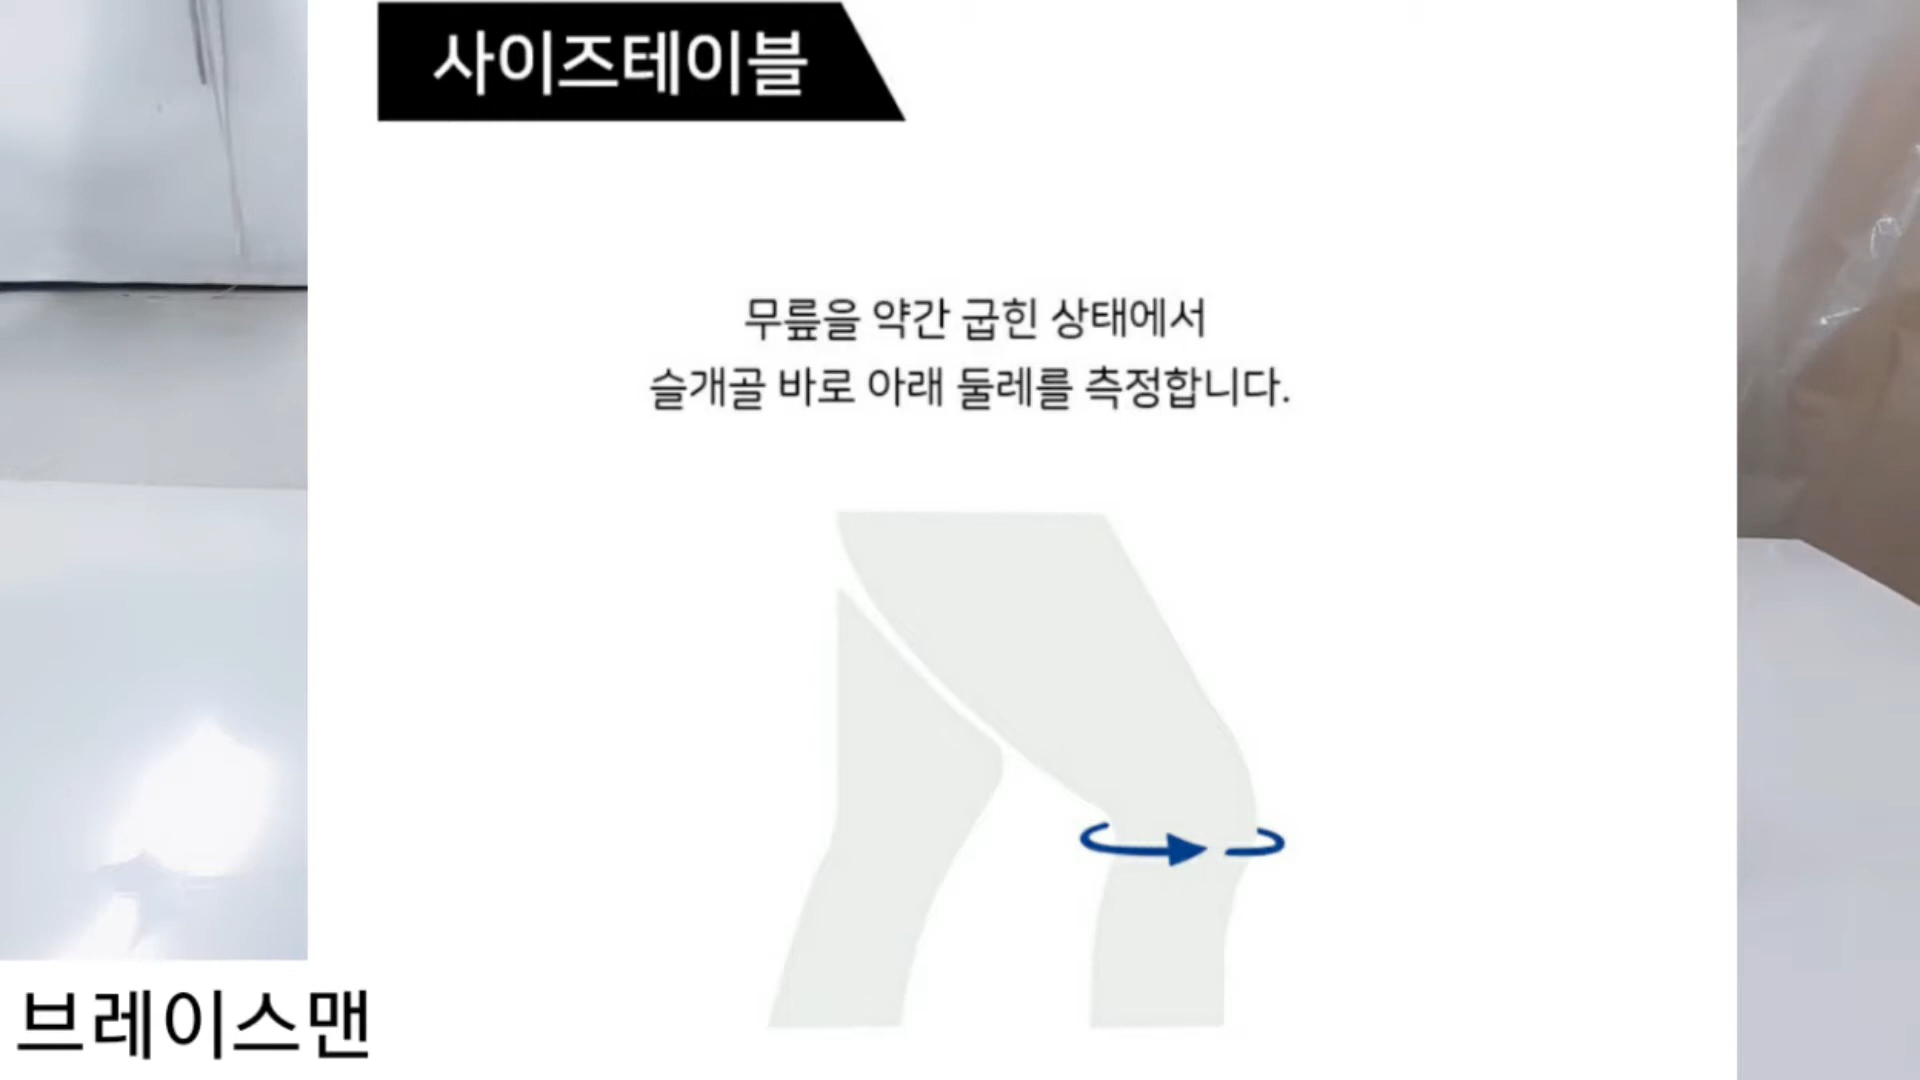 사이즈테이블
무릎을 약간 굽힌 상태에서
슬개골 바로 아래 둘레를 측정합니다.
브레이스맨